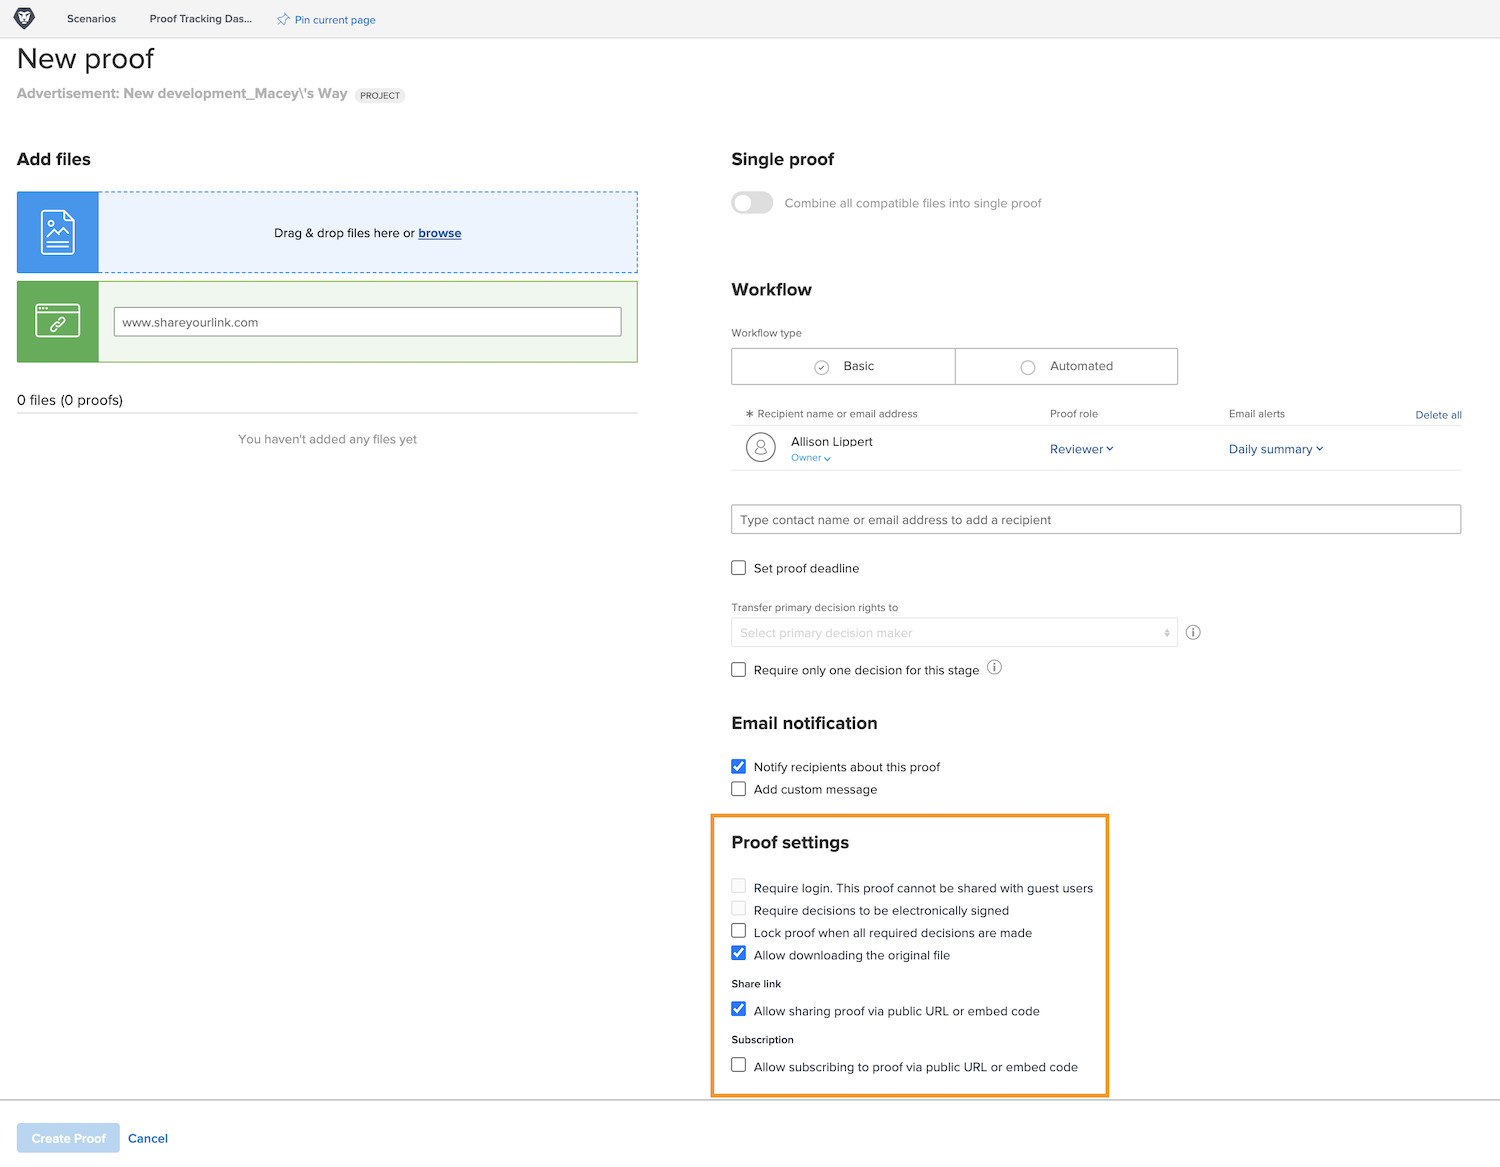 Scenarios
Proof Tracking Das...
Pin current page
New proof
Advertisement: New development_Macey\'s Way PROJECT
Add files
Drag & drop files here or browse
www.shareyourlink.com
0 files (0 proofs)
You haven't added any files yet
Single proof
Combine all compatible files into single proof
Workflow
Workflow type
Basic
Automated
* Recipient name or email address
Proof role
Email alerts
Delete all
Allison Lippert
Owner
Reviewer
Daily summary
Type contact name or email address to add a recipient
Set proof deadline
Transfer primary decision rights to
Select primary decision maker
Require only one decision for this stage
Email notification
Notify recipients about this proof
Add custom message
Proof settings
Require login. This proof cannot be shared with guest users
Require decisions to be electronically signed
Lock proof when all required decisions are made
Allow downloading the original file
Share link
Allow sharing proof via public URL or embed code
Subscription
Allow subscribing to proof via public URL or embed code
Create Proof
Cancel